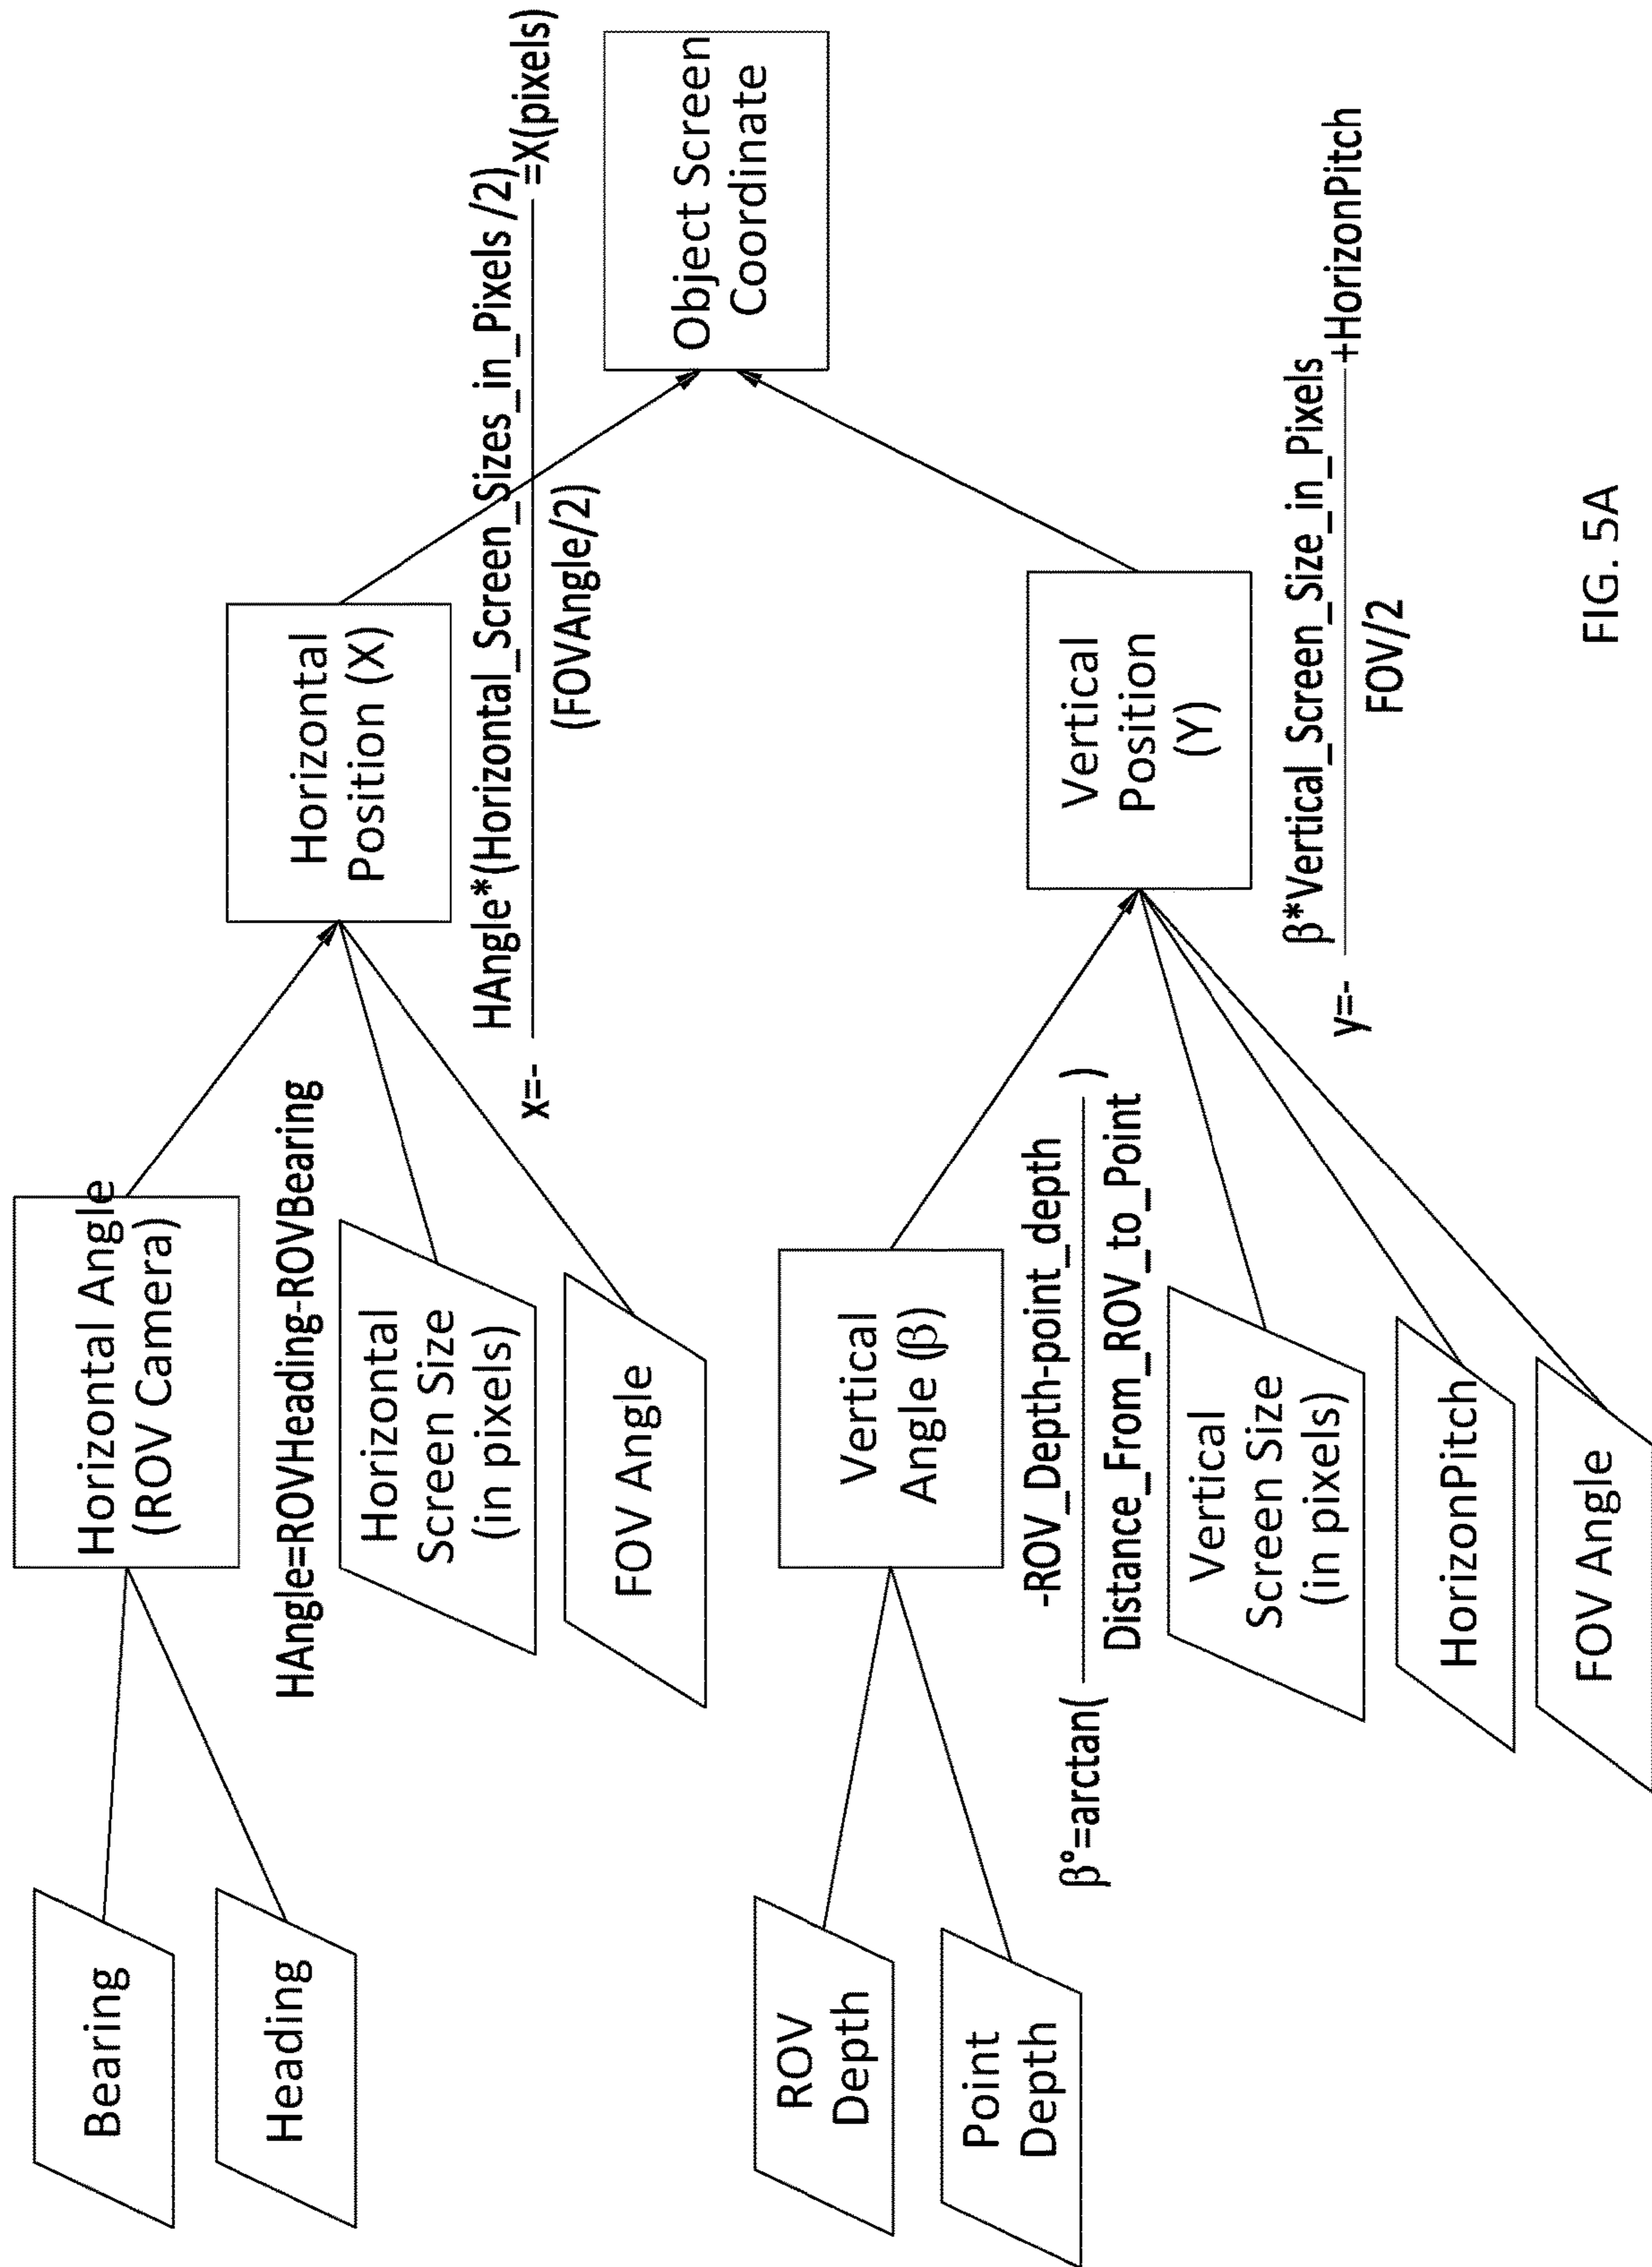 Bearing
Heading
Horizontal Angle
(ROV Camera)
HAngle=ROVHeading-ROVBearing
Horizontal
Screen Size
(in pixels)
FOV Angle
Horizontal
Position (X)
HAngle*(Horizontal_Screen_Sizes_in_Pixels /2)
x=- =X(pixels)
(FOVAngle/2)
Object Screen
Coordinate
ROV
Depth
Point
Depth
Vertical
Angle (β)
-ROV_Depth-point_depth
β°=arctan( )
Distance_From_ROV_to_Point
Vertical
Screen Size
(in pixels)
HorizonPitch
FOV Angle
Vertical
Position
(Y)
β*Vertical_Screen_Size_in_Pixels
y=- +HorizonPitch
FOV/2
FIG. 5A